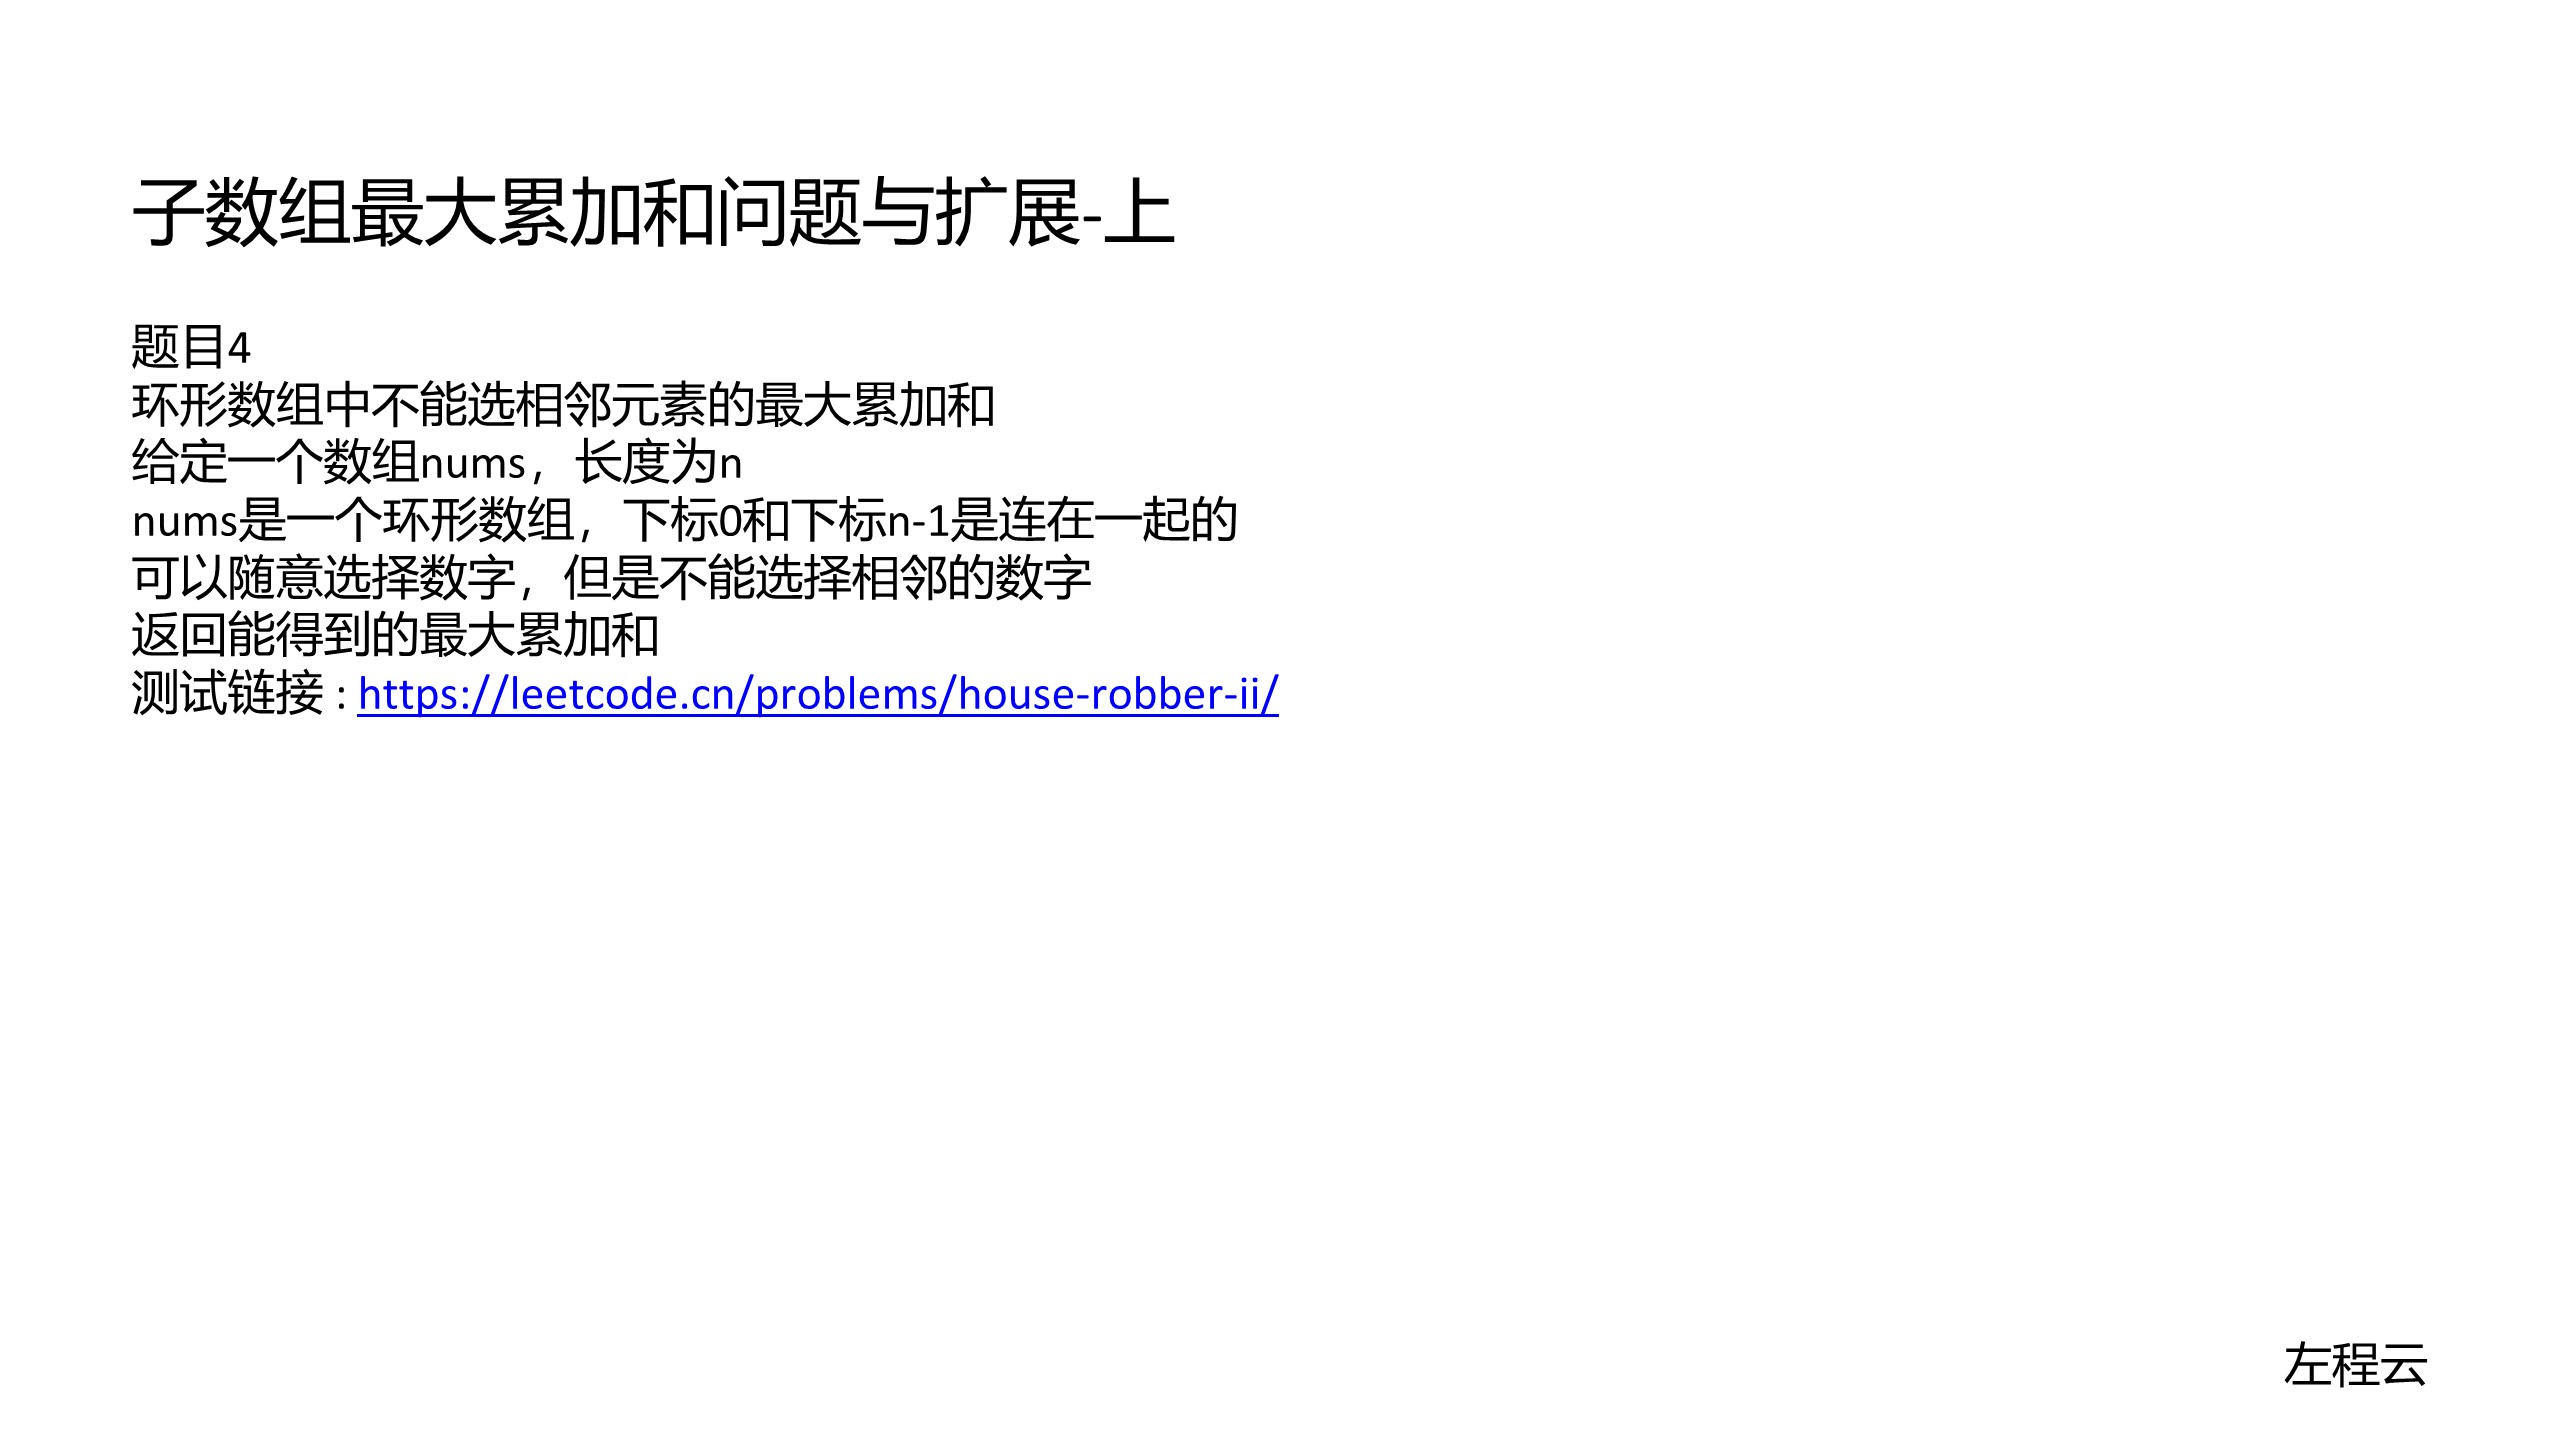 子数组最大累加和问题与扩展-上
题目4
环形数组中不能选相邻元素的最大累加和
给定一个数组nums，长度为n
nums是一个环形数组，下标0和下标n-1是连在一起的
可以随意选择数字，但是不能选择相邻的数字
返回能得到的最大累加和
测试链接 : https://leetcode.cn/problems/house-robber-ii/
左程云